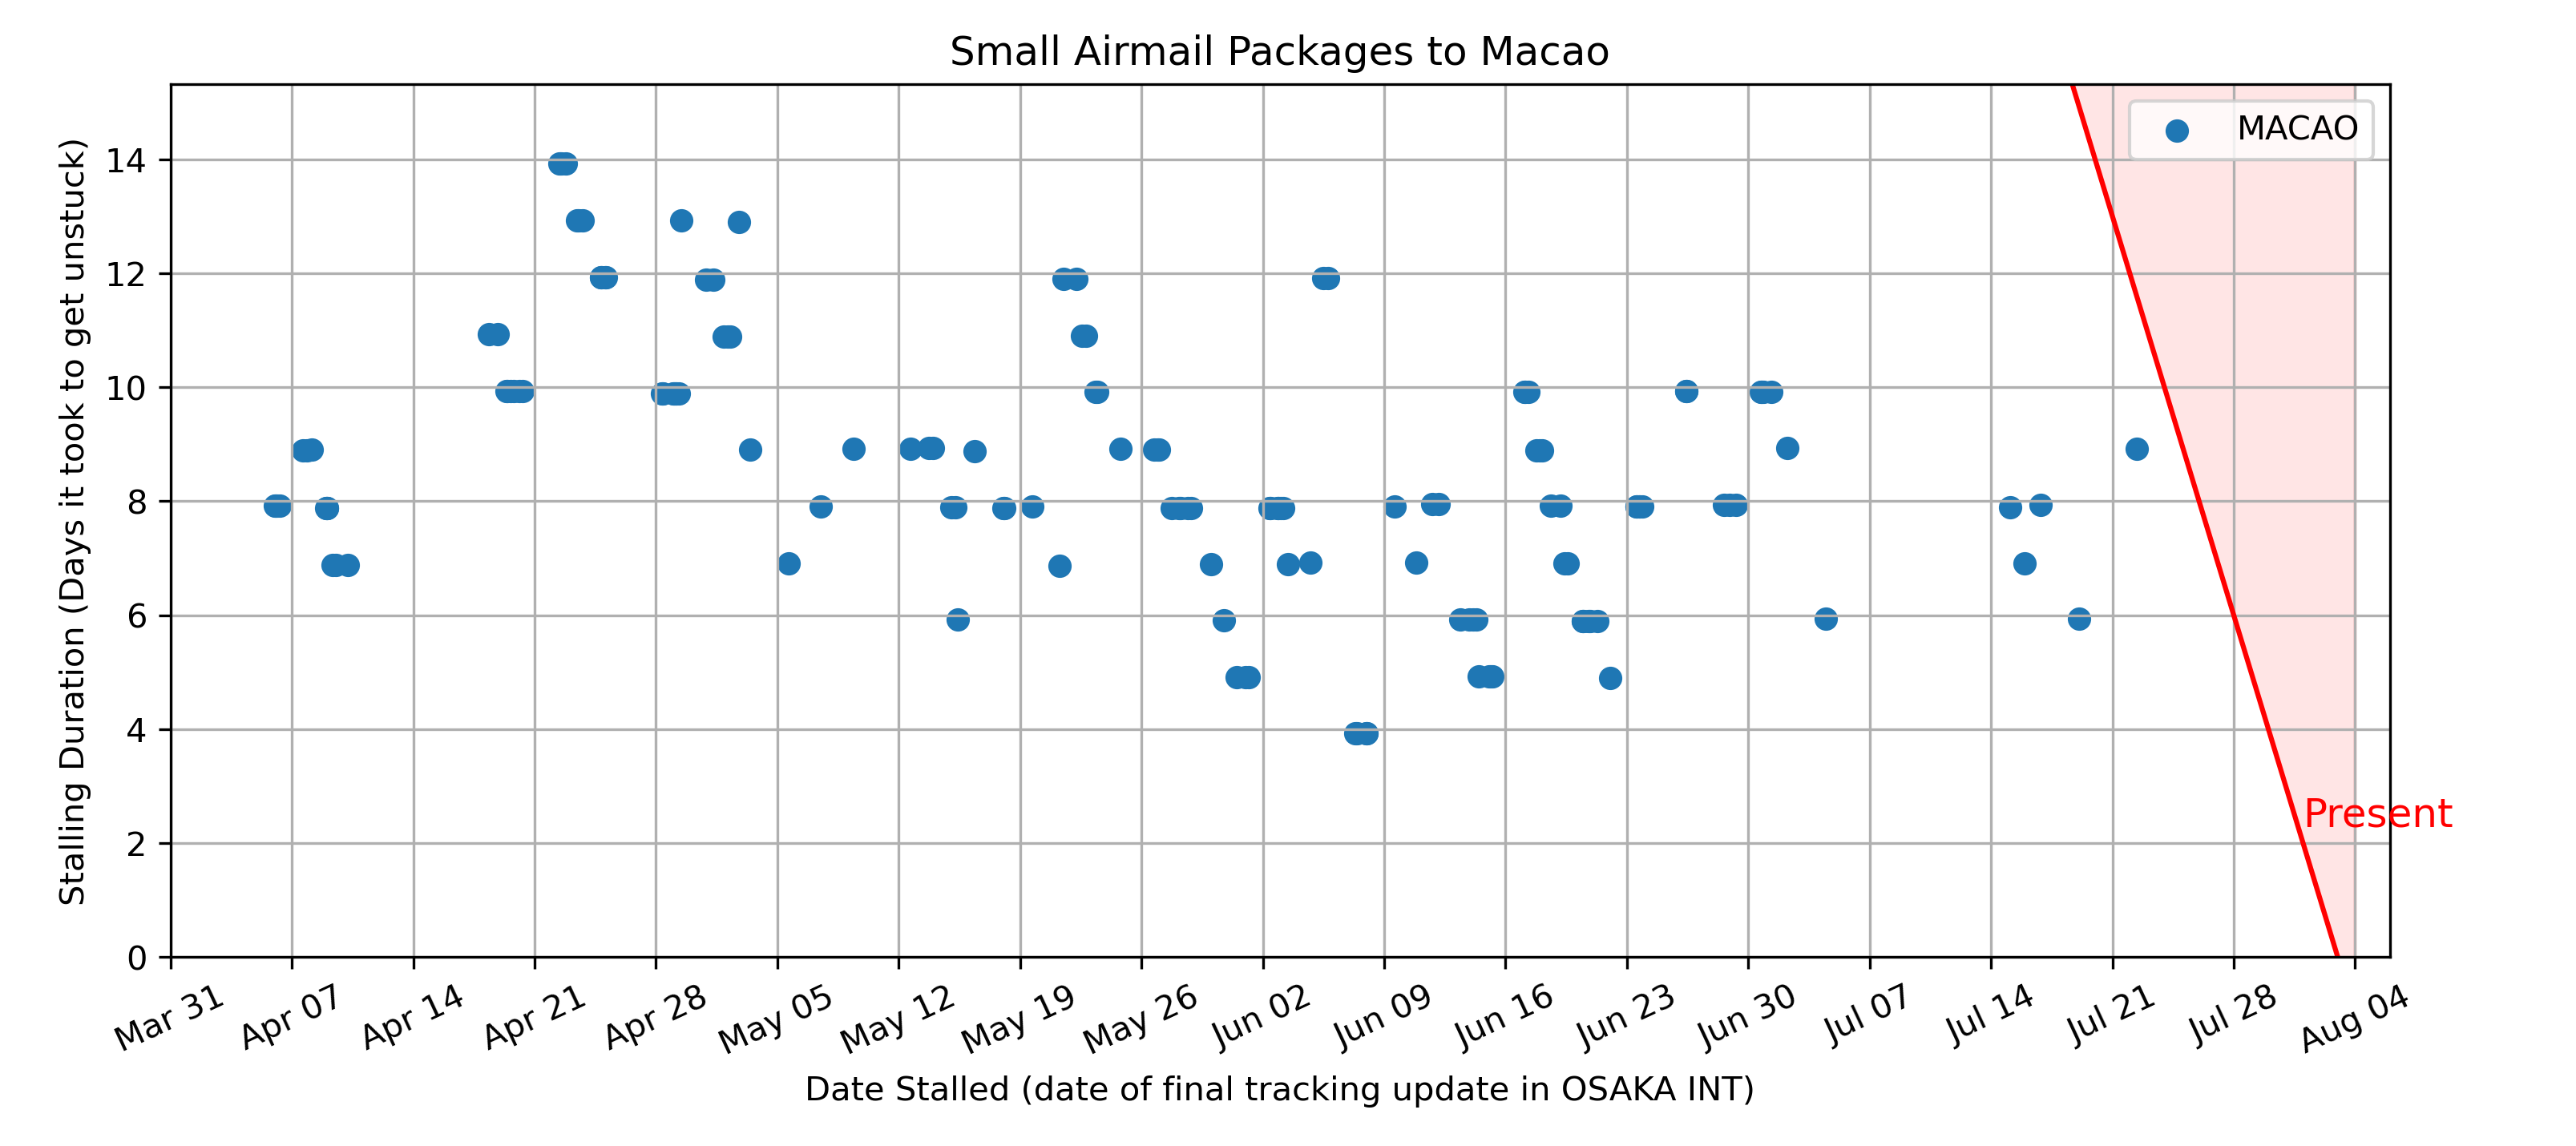 Small Airmail Packages to Macao
MACAO
Stalling Duration (Days it took to get unstuck)
14
12
10
8
6
4
2
0
Present
Mar 31 Apr 07 Apr 14 Apr 21 Apr 28 May 05 May 12 May 19 May 26 Jun 02 Jun 09 Jun 16 Jun 23 Jun 30 Jul 07 Jul 14 Jul 21 Jul 28 Aug 04
Date Stalled (date of final tracking update in OSAKA INT)